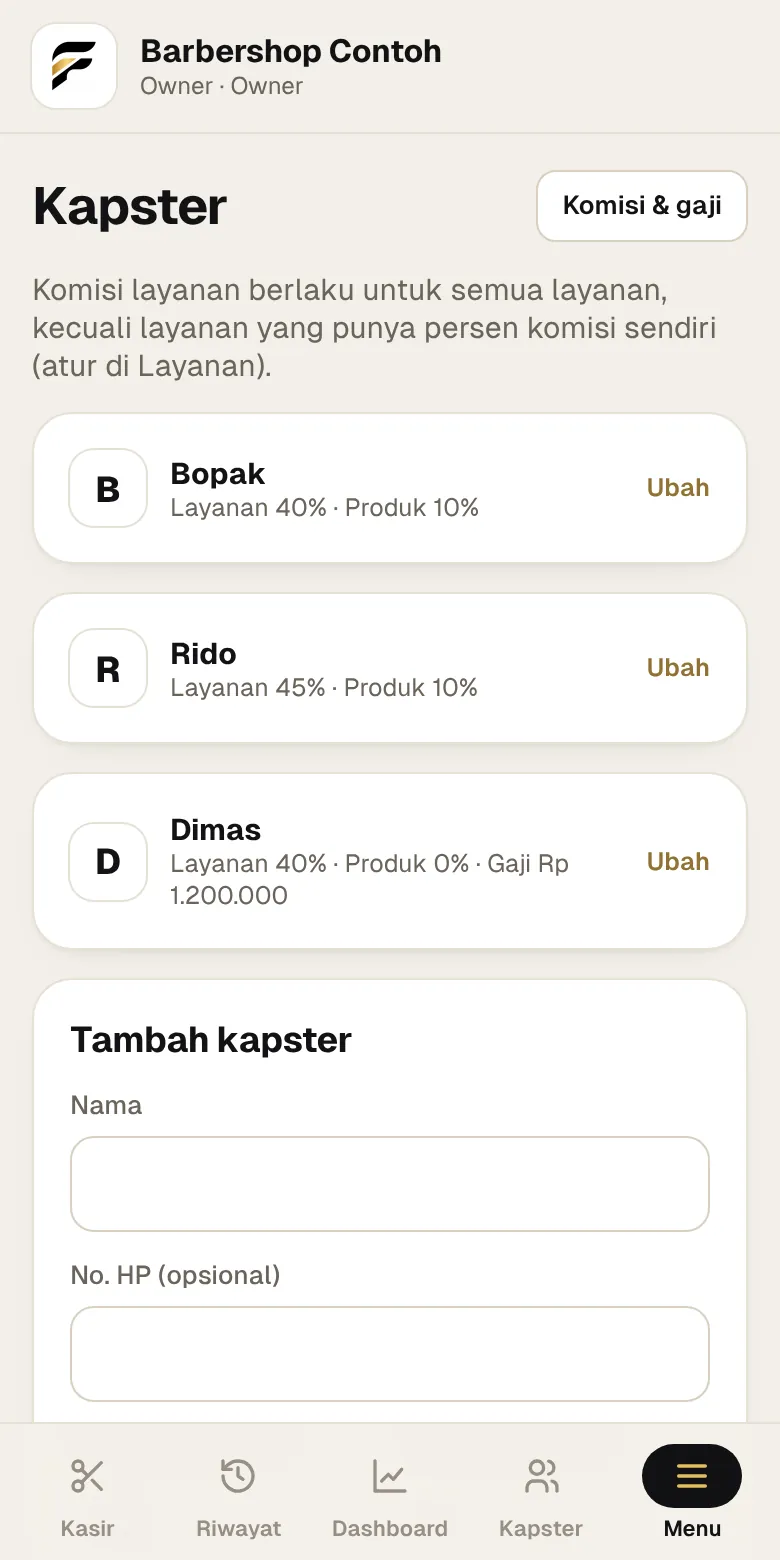 Barbershop Contoh
Owner · Owner
Kapster
Komisi & gaji
Komisi layanan berlaku untuk semua layanan,
kecuali layanan yang punya persen komisi sendiri
(atur di Layanan).
B
Bopak
Layanan 40% · Produk 10%
Ubah
R
Rido
Layanan 45% · Produk 10%
Ubah
D
Dimas
Layanan 40% · Produk 0% · Gaji Rp
1.200.000
Ubah
Tambah kapster
Nama
No. HP (opsional)
Kasir
Riwayat
Dashboard
Kapster
Menu